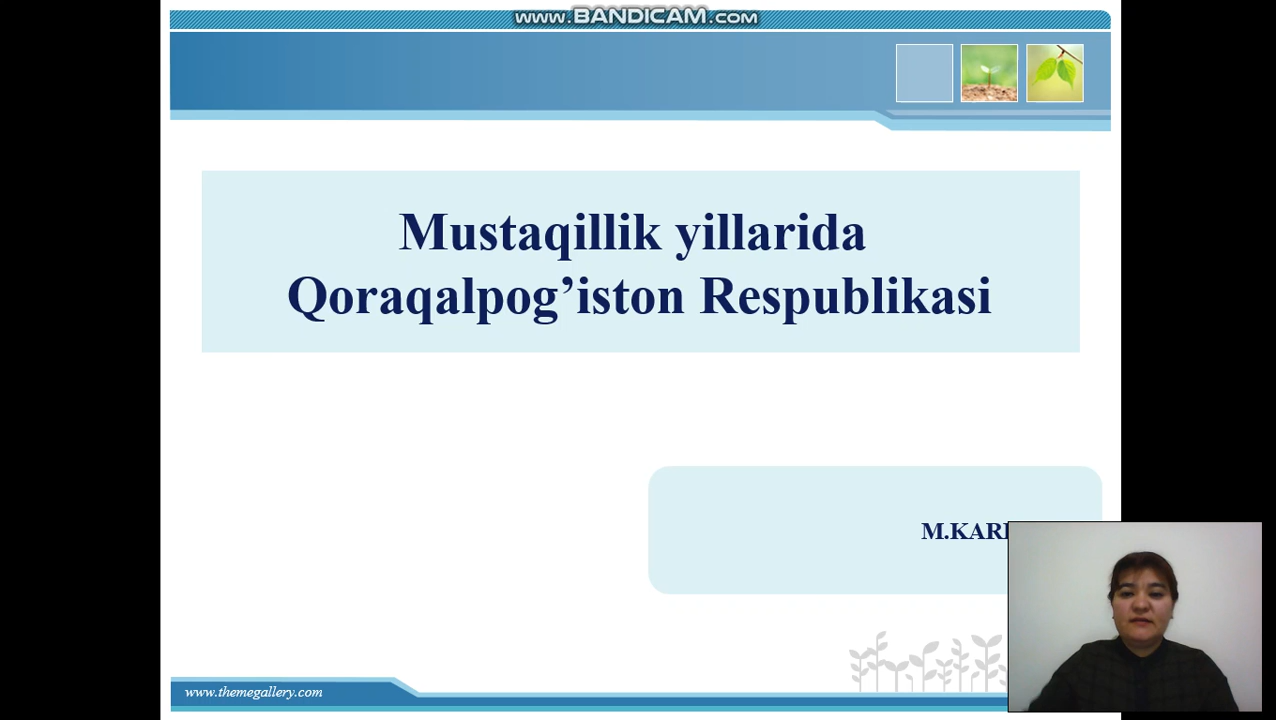 www.BANDICAM.com
Mustaqillik yillarida
Qoraqalpog’iston Respublikasi
www.themegallery.com